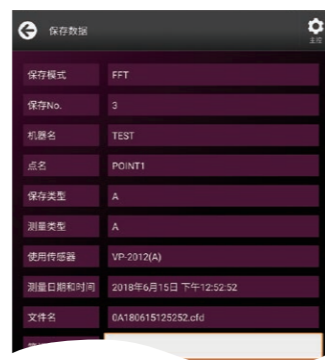 保存数据
主控
保存模式 FFT
保存No. 3
机器名 TEST
点名 POINT1
保存类型 A
测量类型 A
使用传感器 VP-2012(A)
测量日期和时间 2018年6月15日 下午12:52:52
文件名 0A180615125252.cfd